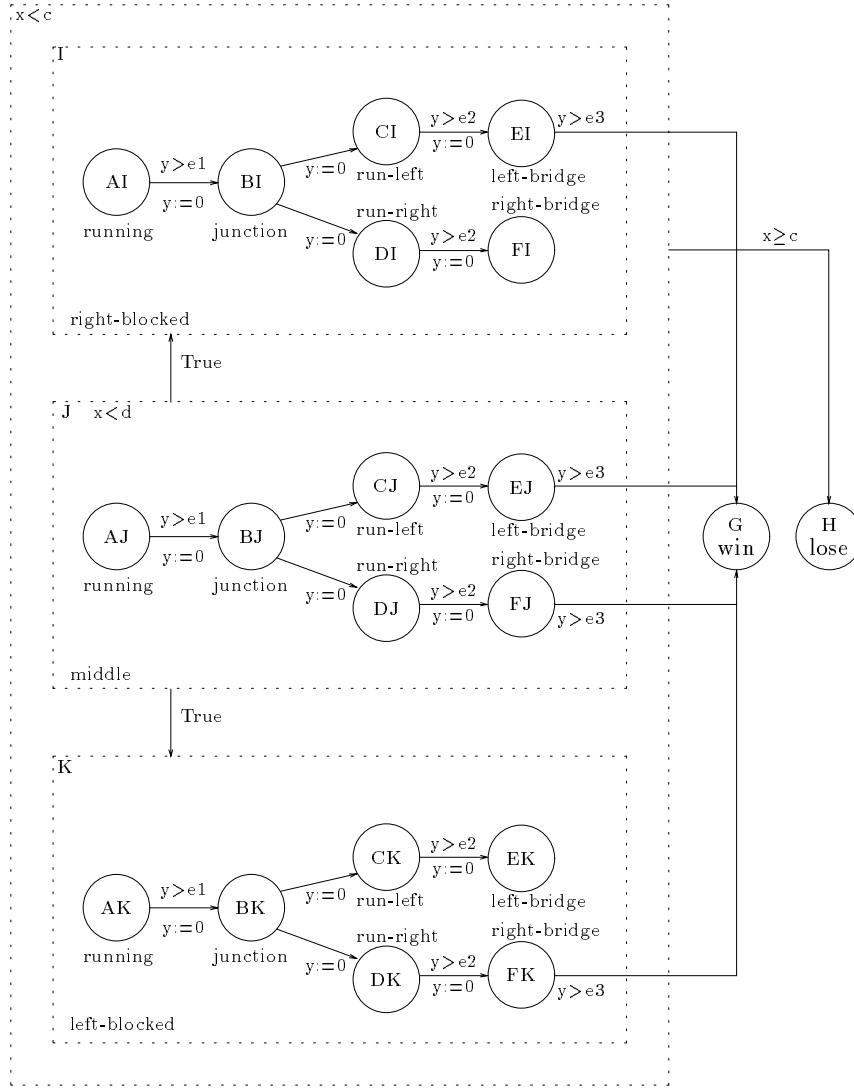 x<c
I
CI
y>e2
y:=0
EI
y>e3
AI
y>e1
y:=0
BI
y:=0
run-left
left-bridge
running
junction
y:=0
run-right
DI
y>e2
y:=0
right-bridge
FI
x≥c
right-blocked
True
J x<d
CJ
y>e2
y:=0
EJ
y>e3
AJ
y>e1
y:=0
BJ
y:=0
run-left
left-bridge
running
junction
y:=0
run-right
DJ
y>e2
y:=0
right-bridge
FJ
y>e3
G
win
H
lose
middle
True
K
CK
y>e2
y:=0
EK
AK
y>e1
y:=0
BK
y:=0
run-left
left-bridge
running
junction
y:=0
run-right
DK
y>e2
y:=0
right-bridge
FK
y>e3
left-blocked